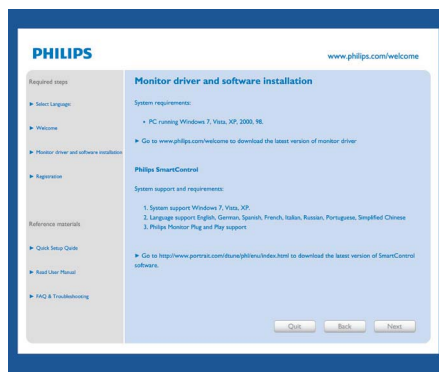 PHILIPS
www.philips.com/welcome
Required steps
Select Language
Welcome
Monitor driver and software installation
Registration
Reference materials
Quick Setup Guide
Read User Manual
FAQ & Troubleshooting
Monitor driver and software installation
System requirements:
• PC running Windows 7, Vista, XP, 2000, 98.
Go to www.philips.com/welcome to download the latest version of monitor driver
Philips SmartControl
System support and requirements:
1. System support Windows 7, Vista, XP.
2. Language support English, German, Spanish, French, Italian, Russian, Portuguese, Simplified Chinese
3. Philips Monitor Plug and Play support
Go to http://www.portrait.com/dtune/phl/enu/index.html to download the latest version of SmartControl
software.
Quit
Back
Next